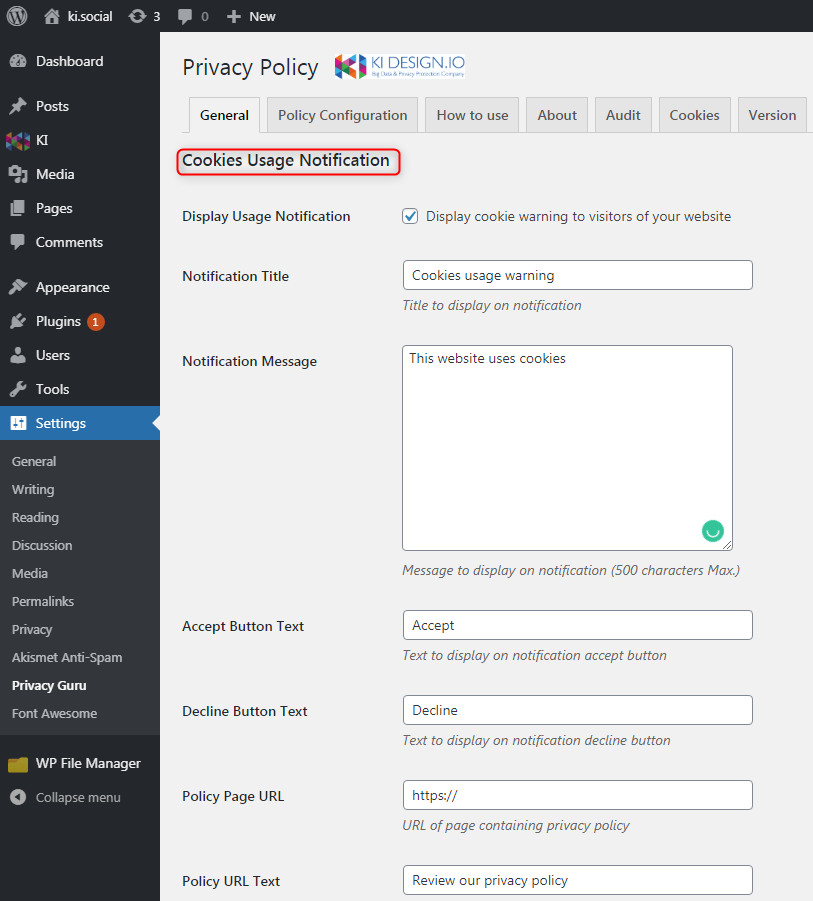 ki.social 3 0 New
Dashboard
Posts
KI
Media
Pages
Comments
Appearance
Plugins 1
Users
Tools
Settings
General
Writing
Reading
Discussion
Media
Permalinks
Privacy
Akismet Anti-Spam
Privacy Guru
Font Awesome
WP File Manager
Collapse menu
Privacy Policy KI DESIGN.IO
Big Data & Privacy Protection Company
General Policy Configuration How to use About Audit Cookies Version
Cookies Usage Notification
Display Usage Notification Display cookie warning to visitors of your website
Notification Title Cookies usage warning
Title to display on notification
Notification Message This website uses cookies
Message to display on notification (500 characters Max.)
Accept Button Text Accept
Text to display on notification accept button
Decline Button Text Decline
Text to display on notification decline button
Policy Page URL https://
URL of page containing privacy policy
Policy URL Text Review our privacy policy